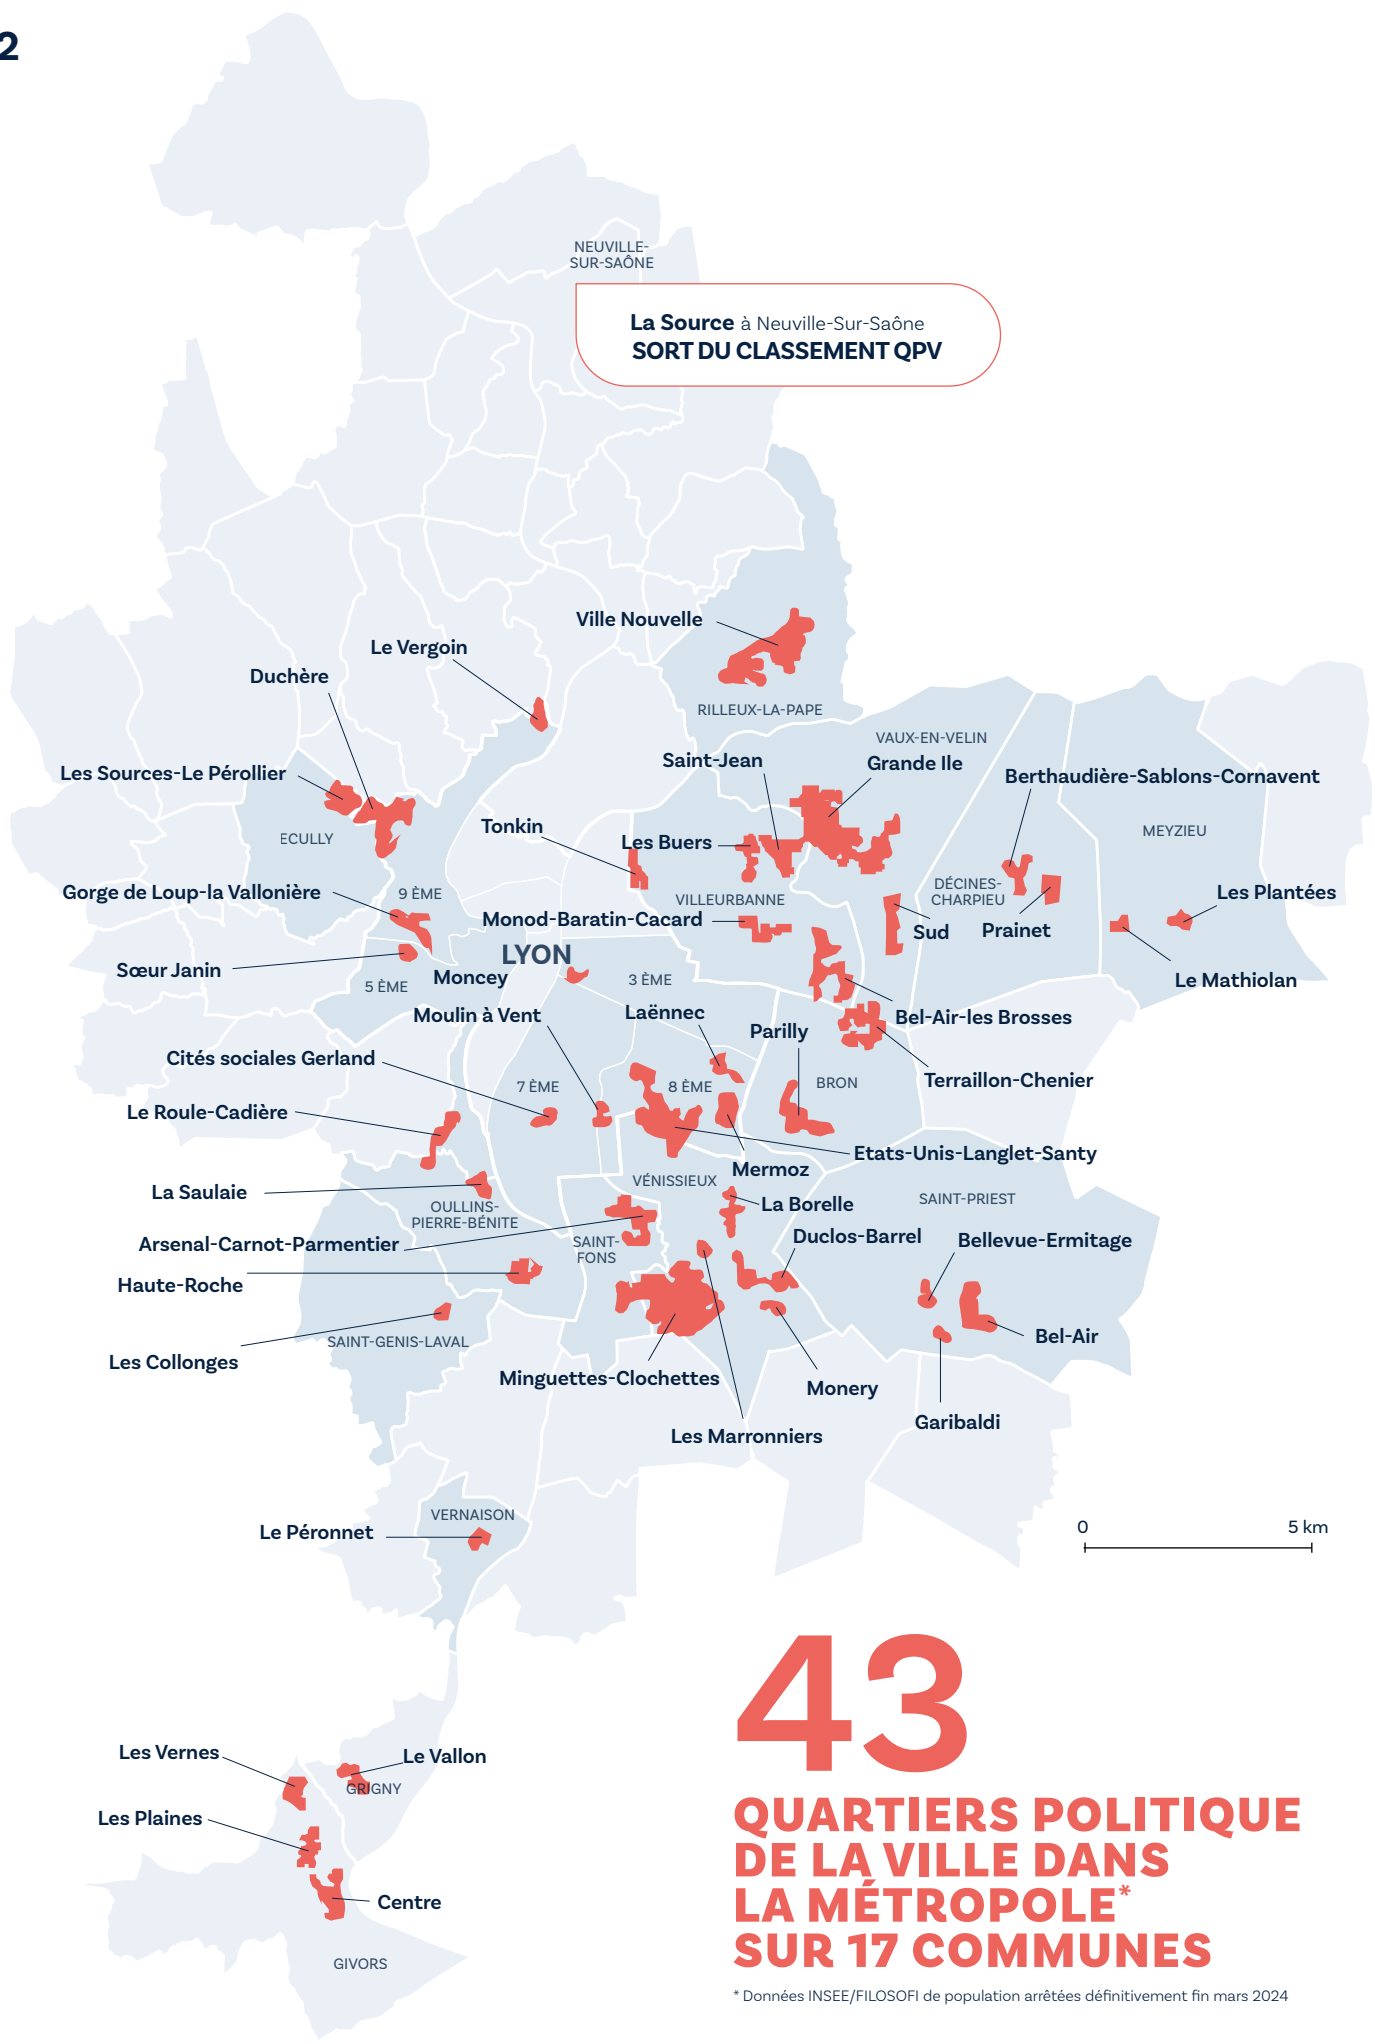 2
NEUVILLE-
SUR-SAÔNE
La Source à Neuville-Sur-Saône
SORT DU CLASSEMENT QPV
Ville Nouvelle
Le Vergoin
Duchère
RILLEUX-LA-PAPE
VAUX-EN-VELIN
Saint-Jean
Grande Ile
Les Sources-Le Pérollier
Berthaudière-Sablons-Cornavent
Tonkin
Les Buers
ECULLY
MEYZIEU
Gorge de Loup-la Vallonière
9 ÈME
VILLEURBANNE
DÉCINES-
CHARPIEU
Les Plantées
Monod-Baratin-Cacard
Sud
Prainet
LYON
Sœur Janin
Moncey
3 ÈME
Le Mathiolan
5 ÈME
Moulin à Vent
Laënnec
Bel-Air-les Brosses
Parilly
Cités sociales Gerland
7 ÈME
8 ÈME
BRON
Terraillon-Chenier
Le Roule-Cadière
Etats-Unis-Langlet-Santy
Mermoz
VÉNISSIEUX
La Saulaie
La Borelle
SAINT-PRIEST
OULLINS-
PIERRE-BÉNITE
Arsenal-Carnot-Parmentier
SAINT-
FONS
Duclos-Barrel
Bellevue-Ermitage
Haute-Roche
SAINT-GENIS-LAVAL
Bel-Air
Les Collonges
Minguettes-Clochettes
Monery
Garibaldi
Les Marronniers
VERNAISON
Le Péronnet
0 5 km
Les Vernes
Le Vallon
GRIGNY
Les Plaines
Centre
GIVORS
43
QUARTIERS POLITIQUE
DE LA VILLE DANS
LA MÉTROPOLE*
SUR 17 COMMUNES
* Données INSEE/FILOSOFI de population arrêtées définitivement fin mars 2024